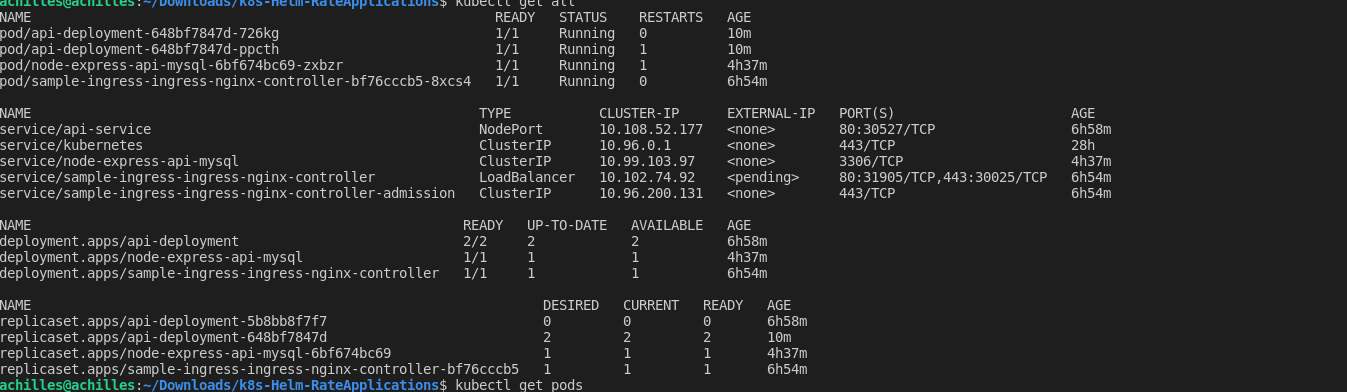 achilles@achilles:~/Downloads/k8s-Helm-RateApplications$ kubectl get all
NAME READY STATUS RESTARTS AGE
pod/api-deployment-648bf7847d-726kg 1/1 Running 0 10m
pod/api-deployment-648bf7847d-ppcth 1/1 Running 1 10m
pod/node-express-api-mysql-6bf674bc69-zxbzr 1/1 Running 1 4h37m
pod/sample-ingress-ingress-nginx-controller-bf76cccb5-8xcs4 1/1 Running 0 6h54m
NAME TYPE CLUSTER-IP EXTERNAL-IP PORT(S) AGE
service/api-service NodePort 10.108.52.177 <none> 80:30527/TCP 6h58m
service/kubernetes ClusterIP 10.96.0.1 <none> 443/TCP 28h
service/node-express-api-mysql ClusterIP 10.99.103.97 <none> 3306/TCP 4h37m
service/sample-ingress-ingress-nginx-controller LoadBalancer 10.102.74.92 <pending> 80:31905/TCP,443:30025/TCP 6h54m
service/sample-ingress-ingress-nginx-controller-admission ClusterIP 10.96.200.131 <none> 443/TCP 6h54m
NAME READY UP-TO-DATE AVAILABLE AGE
deployment.apps/api-deployment 2/2 2 2 6h58m
deployment.apps/node-express-api-mysql 1/1 1 1 4h37m
deployment.apps/sample-ingress-ingress-nginx-controller 1/1 1 1 6h54m
NAME DESIRED CURRENT READY AGE
replicaset.apps/api-deployment-5b8bb8f7f7 0 0 0 6h58m
replicaset.apps/api-deployment-648bf7847d 2 2 2 10m
replicaset.apps/node-express-api-mysql-6bf674bc69 1 1 1 4h37m
replicaset.apps/sample-ingress-ingress-nginx-controller-bf76cccb5 1 1 1 6h54m
achilles@achilles:~/Downloads/k8s-Helm-RateApplications$ kubectl get pods